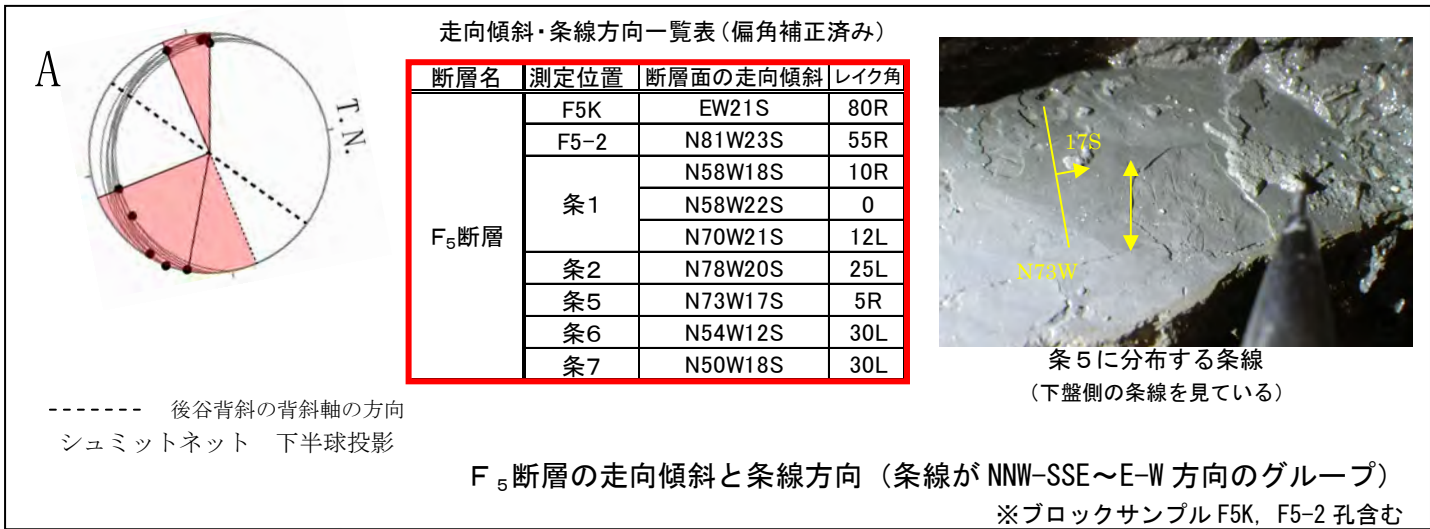 A
T.N.
------- 後谷背斜の背斜軸の方向
シュミットネット 下半球投影
走向傾斜・条線方向一覧表(偏角補正済み)
断層名 測定位置 断層面の走向傾斜 レイク角
F5K EW21S 80R
F5-2 N81W23S 55R
N58W18S 10R
条1 N58W22S 0
F₅断層 N70W21S 12L
条2 N78W20S 25L
条5 N73W17S 5R
条6 N54W12S 30L
条7 N50W18S 30L
17S
N73W
条5に分布する条線
(下盤側の条線を見ている)
F₅断層の走向傾斜と条線方向(条線が NNW-SSE~E-W 方向のグループ)
※ブロックサンプル F5K, F5-2 孔含む